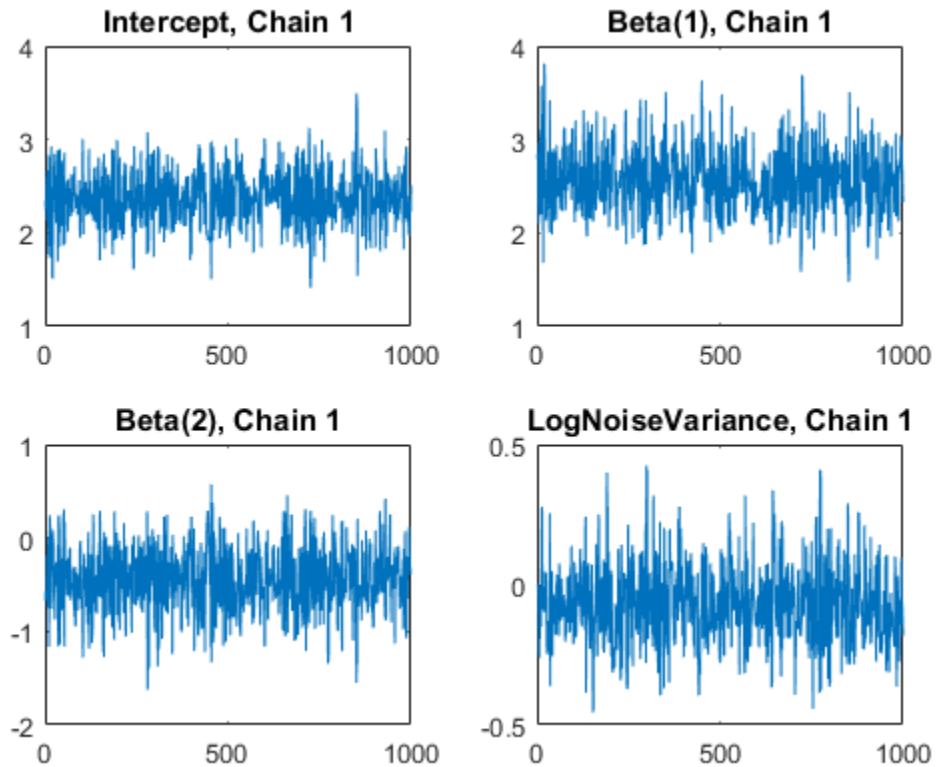 Intercept, Chain 1
4
3
2
1
0 500 1000
Beta(1), Chain 1
4
3
2
1
0 500 1000
Beta(2), Chain 1
1
0
-1
-2
0 500 1000
LogNoiseVariance, Chain 1
0.5
0
-0.5
0 500 1000